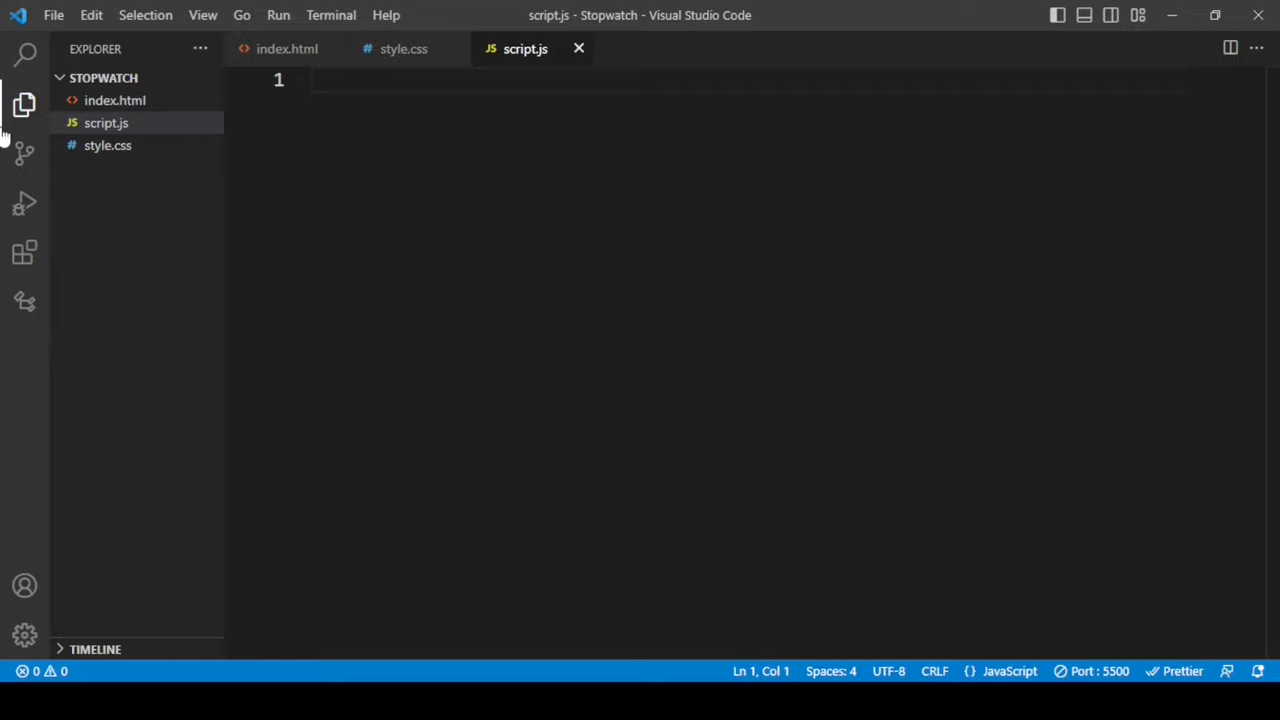 File Edit Selection View Go Run Terminal Help script.js - Stopwatch - Visual Studio Code
EXPLORER
STOPWATCH
<> index.html
JS script.js
# style.css
TIMELINE
<> index.html # style.css JS script.js
1
0 0 Ln 1, Col 1 Spaces: 4 UTF-8 CRLF {} JavaScript Port : 5500 Prettier